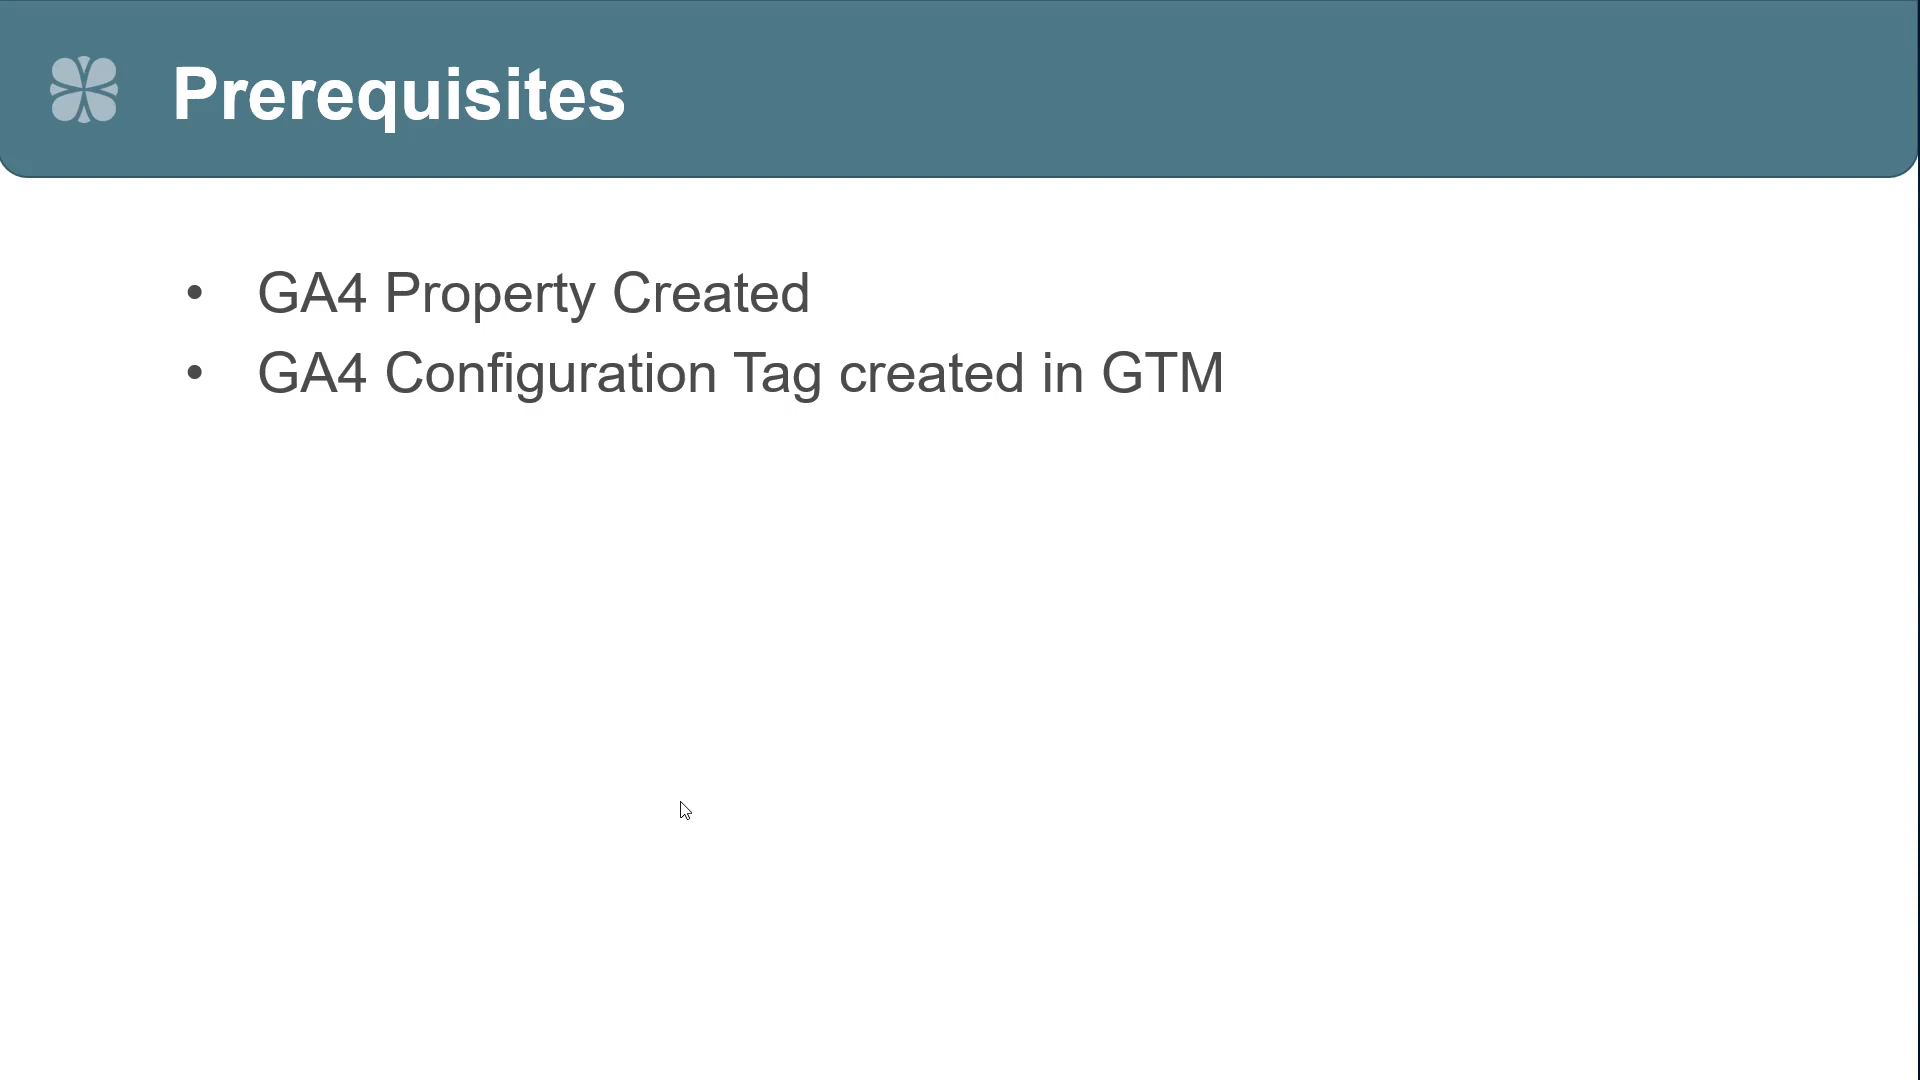 Prerequisites
• GA4 Property Created
• GA4 Configuration Tag created in GTM